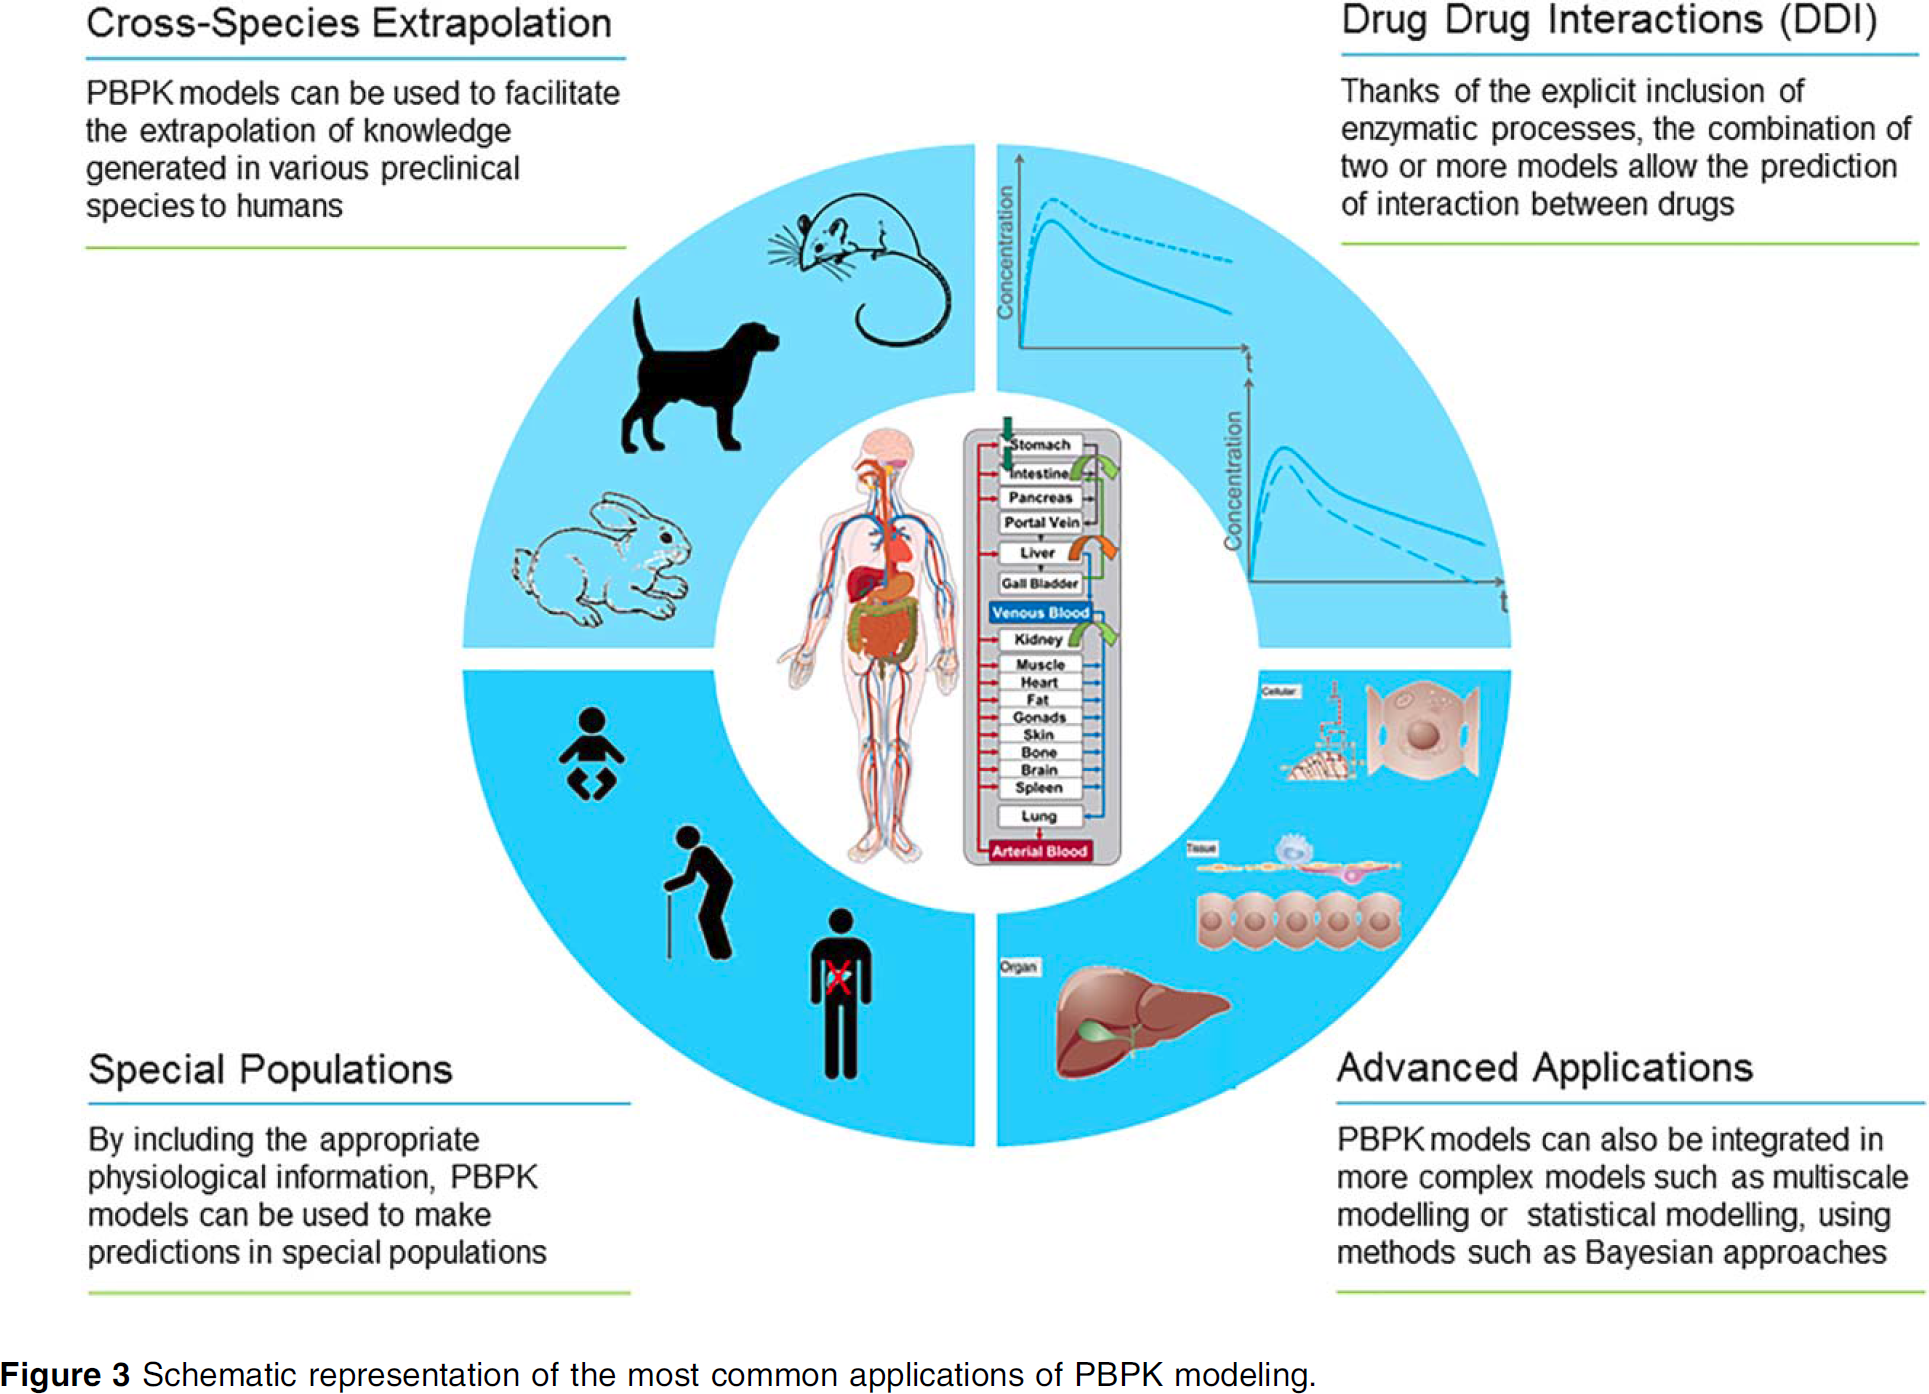 Cross-Species Extrapolation
PBPK models can be used to facilitate
the extrapolation of knowledge
generated in various preclinical
species to humans
Drug Drug Interactions (DDI)
Thanks of the explicit inclusion of
enzymatic processes, the combination of
two or more models allow the prediction
of interaction between drugs
Concentration
t
Concentration
t
Stomach
Intestine
Pancreas
Portal Vein
Liver
Gall Bladder
Venous Blood
Kidney
Muscle
Heart
Fat
Gonads
Skin
Bone
Brain
Spleen
Lung
Arterial Blood
Cellular
Tissue
Organ
Special Populations
By including the appropriate
physiological information, PBPK
models can be used to make
predictions in special populations
Advanced Applications
PBPK models can also be integrated in
more complex models such as multiscale
modelling or statistical modelling, using
methods such as Bayesian approaches
Figure 3 Schematic representation of the most common applications of PBPK modeling.